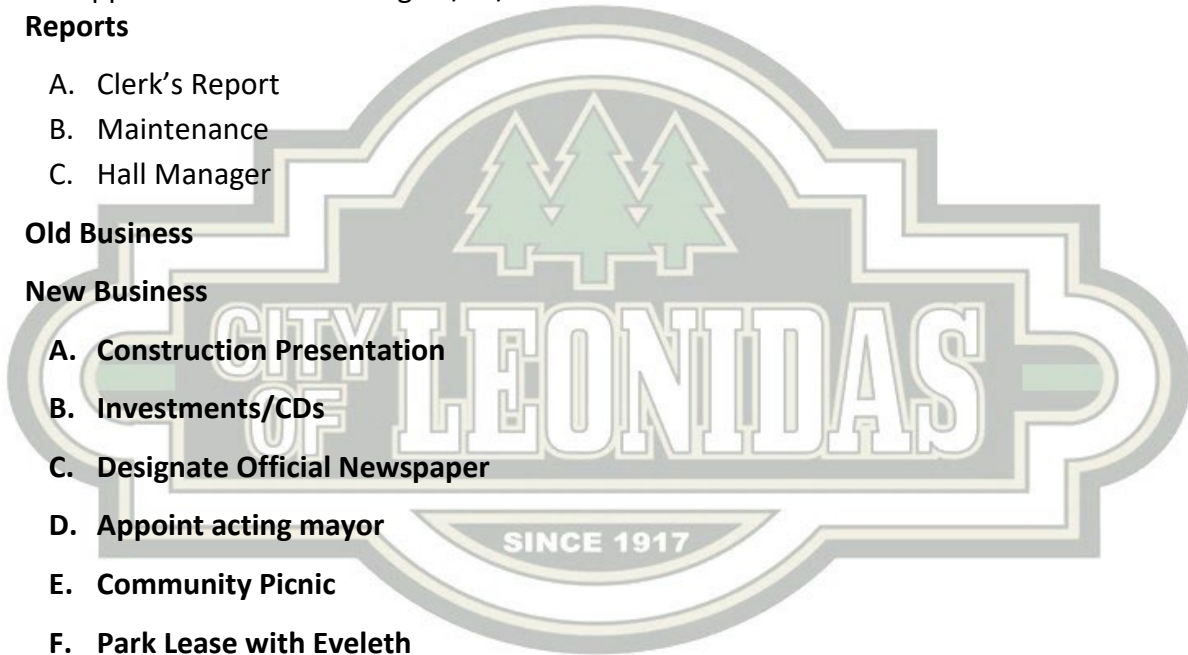 Reports
A. Clerk's Report
B. Maintenance
C. Hall Manager
Old Business
New Business
A. Construction Presentation
B. Investments/CDs
C. Designate Official Newspaper
D. Appoint acting mayor
E. Community Picnic
F. Park Lease with Eveleth
CITY OF LEONIDAS
SINCE 1917